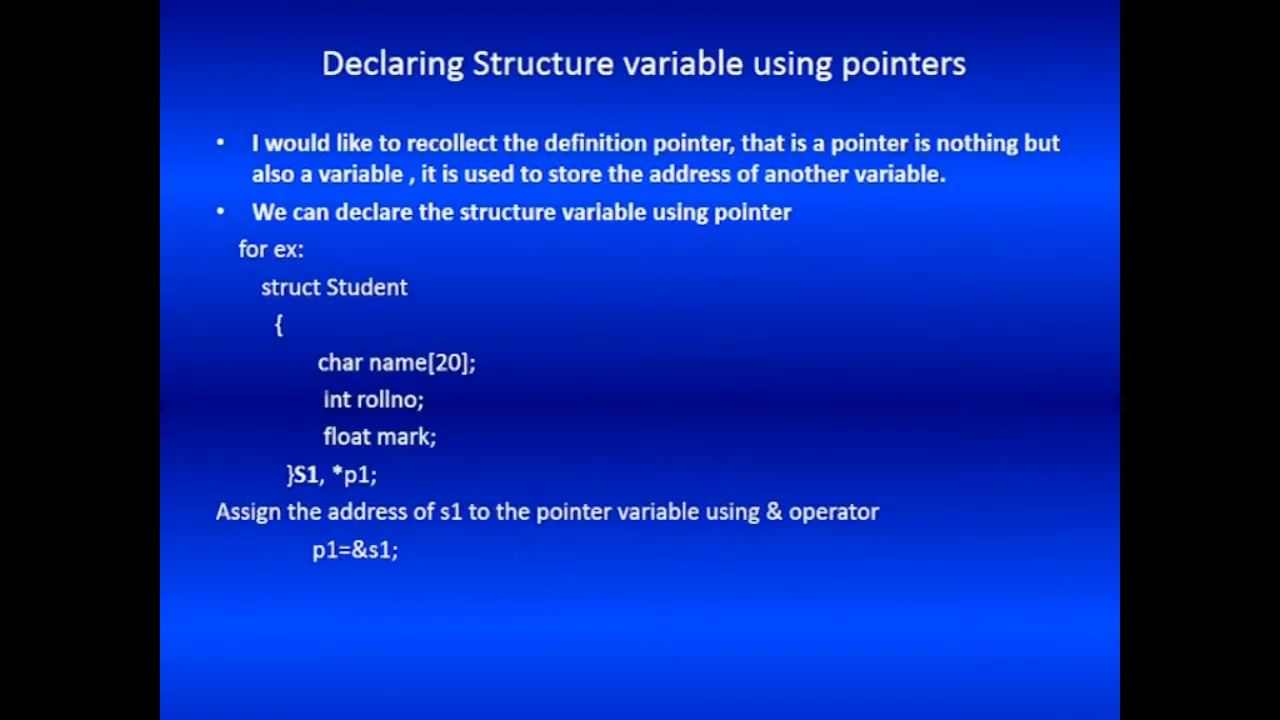 Declaring Structure variable using pointers
• I would like to recollect the definition pointer, that is a pointer is nothing but
also a variable , it is used to store the address of another variable.
• We can declare the structure variable using pointer
for ex:
struct Student
{
char name[20];
int rollno;
float mark;
}S1, *p1;
Assign the address of s1 to the pointer variable using & operator
p1=&s1;